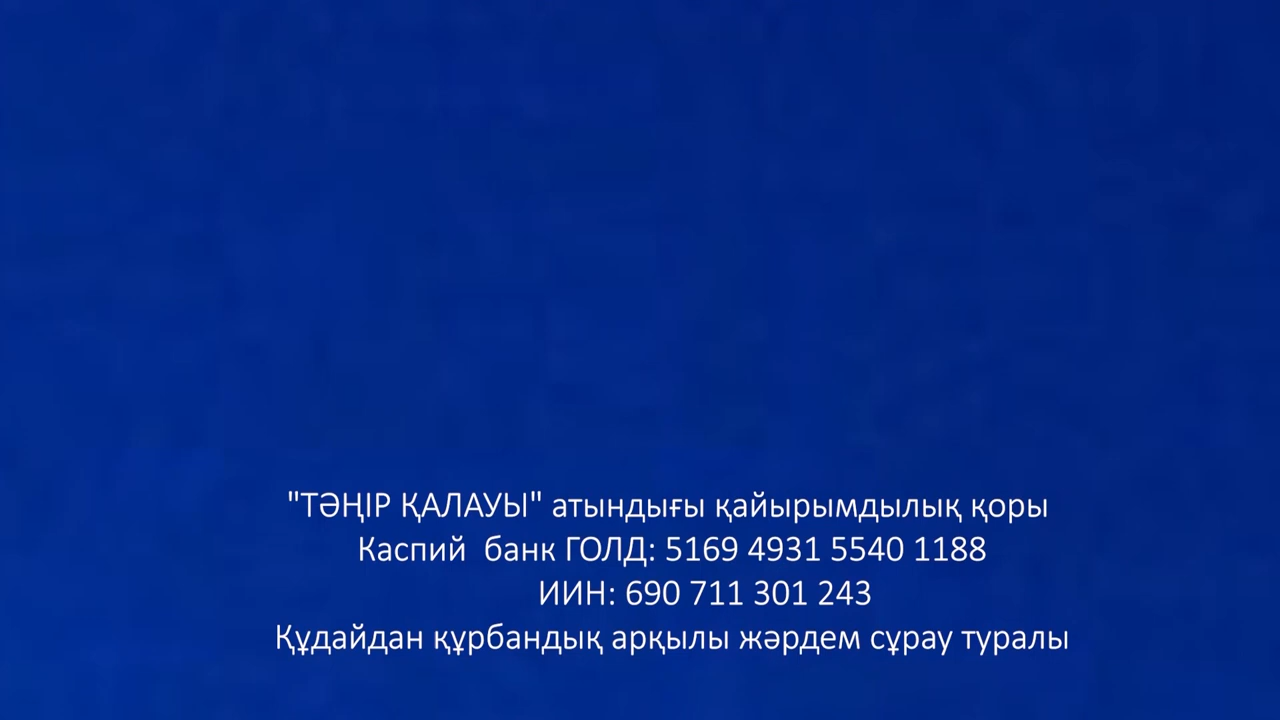 "ТӘҢІР ҚАЛАУЫ" атындығы қайырымдылық қоры
Каспий  банк ГОЛД: 5169 4931 5540 1188
ИИН: 690 711 301 243
Құдайдан құрбандық арқылы жәрдем сұрау туралы